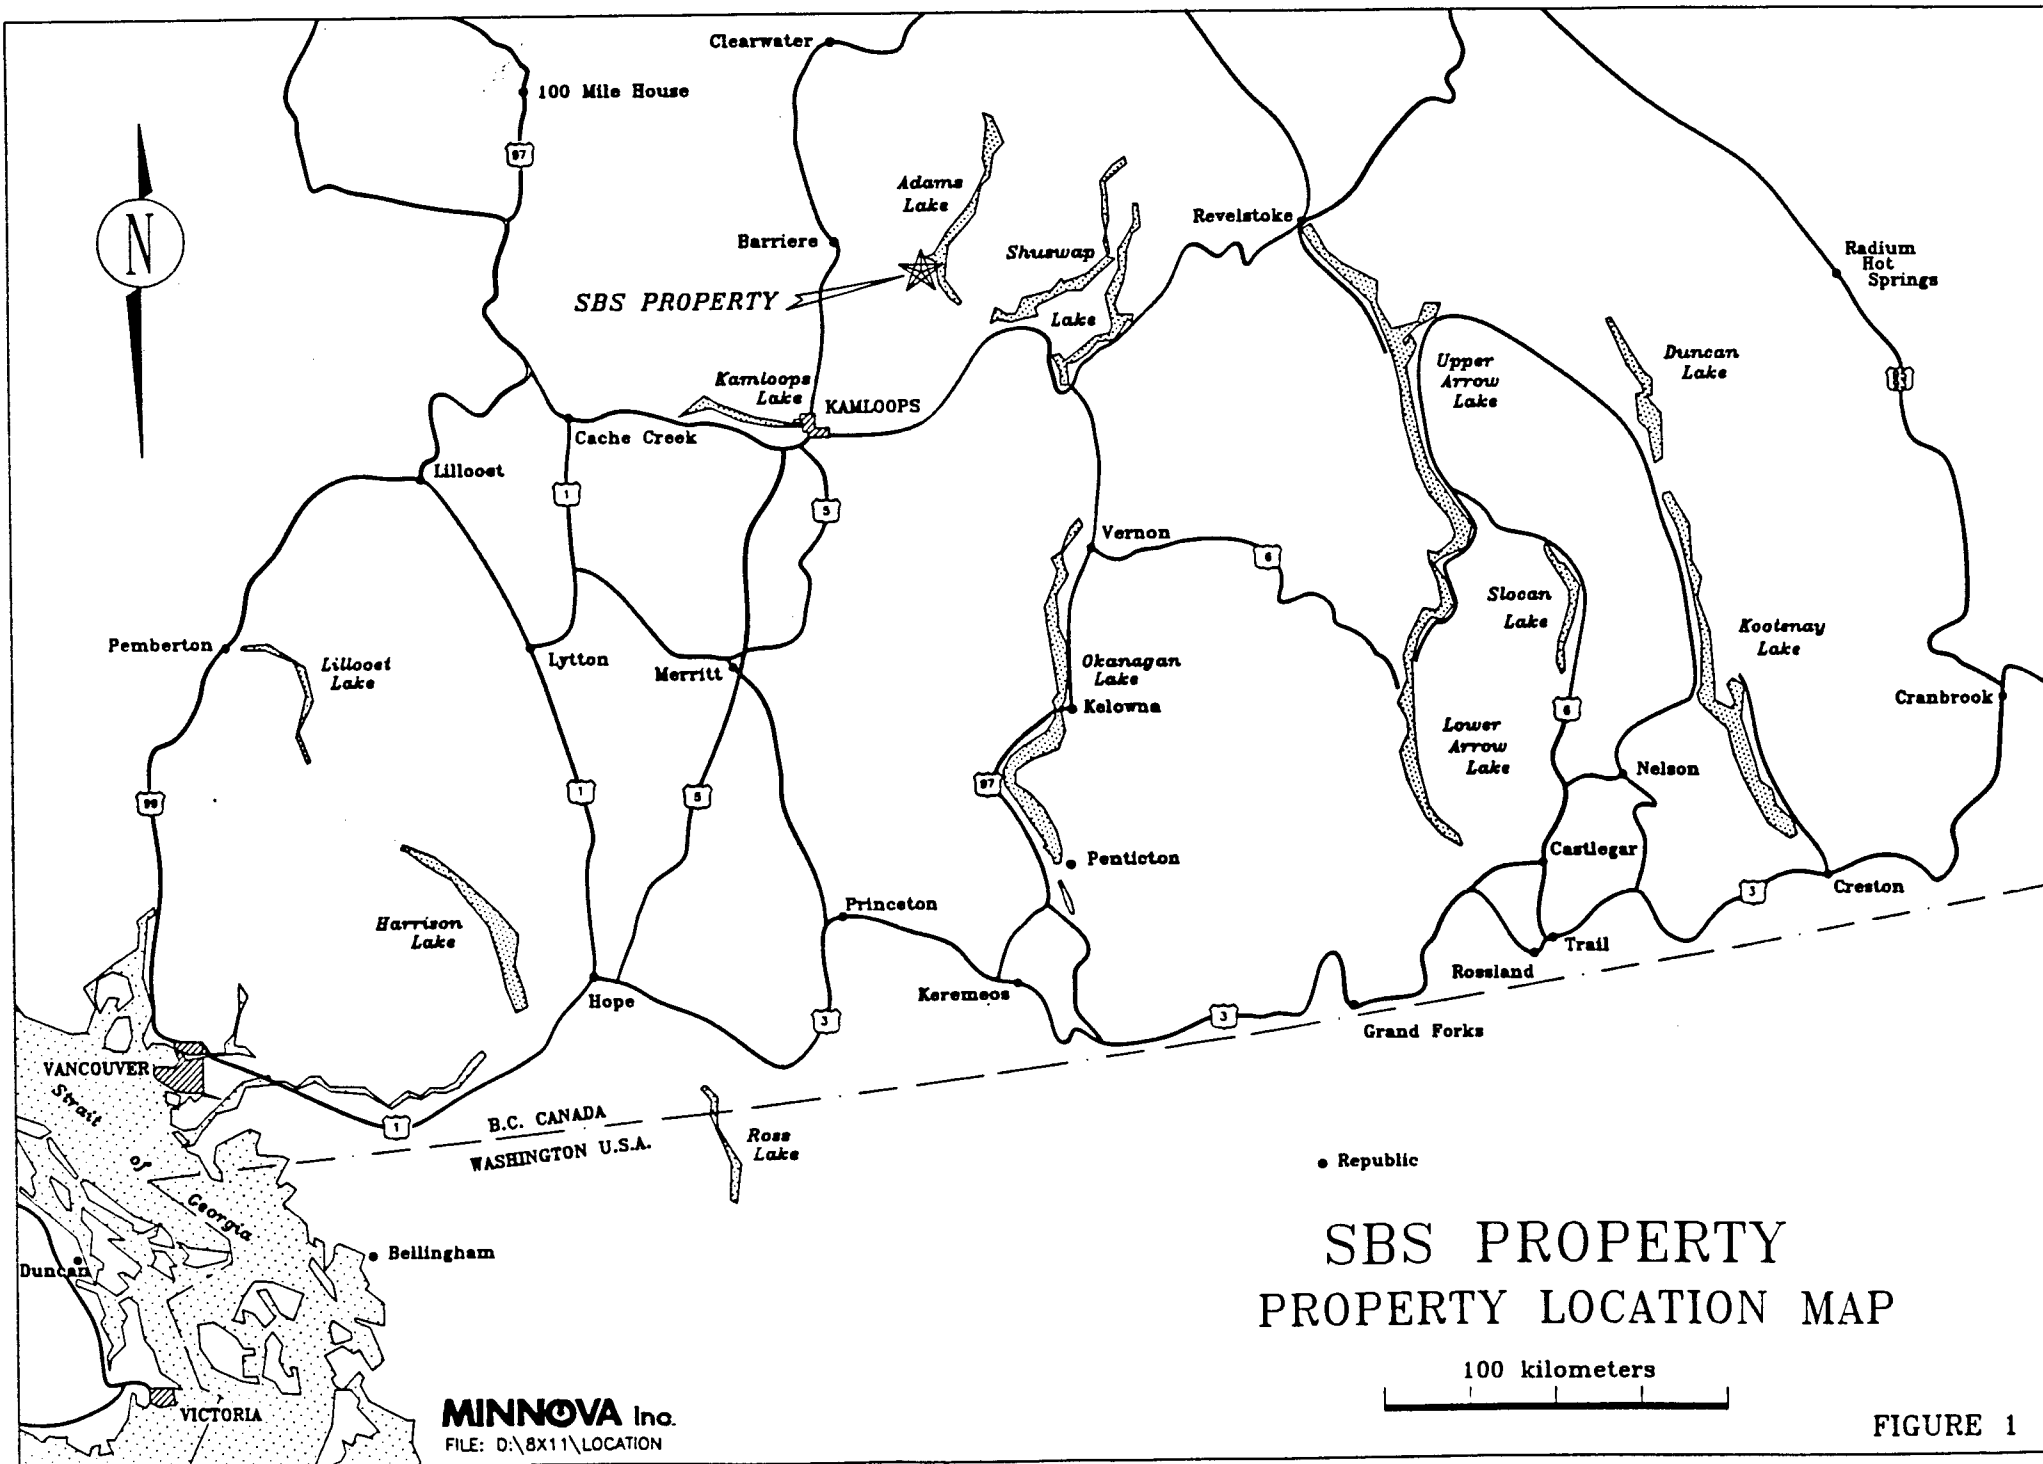 Clearwater
100 Mile House
97
N
Adams
Lake
Barriere
SBS PROPERTY
Shuswap
Lake
Revelstoke
Radium
Hot
Springs
Kamloops
Lake
KAMLOOPS
Upper
Arrow
Lake
Duncan
Lake
Cache Creek
Lillooet
1
5
Vernon
6
Slocan
Lake
Kootenay
Lake
Pemberton
Lillooet
Lake
Lytton
Merritt
Okanagan
Lake
Kelowna
6
Cranbrook
Lower
Arrow
Lake
99
1
5
97
Nelson
Penticton
Castlegar
3
Creston
Harrison
Lake
Princeton
Trail
Rossland
Hope
Keremeos
3
3
Grand Forks
VANCOUVER
Strait
of
Georgia
1
B.C. CANADA
WASHINGTON U.S.A.
Ross
Lake
Republic
Bellingham
Duncan
VICTORIA
SBS PROPERTY
PROPERTY LOCATION MAP
100 kilometers
MINNOVA Inc.
FILE: D:\8X11\LOCATION
FIGURE 1